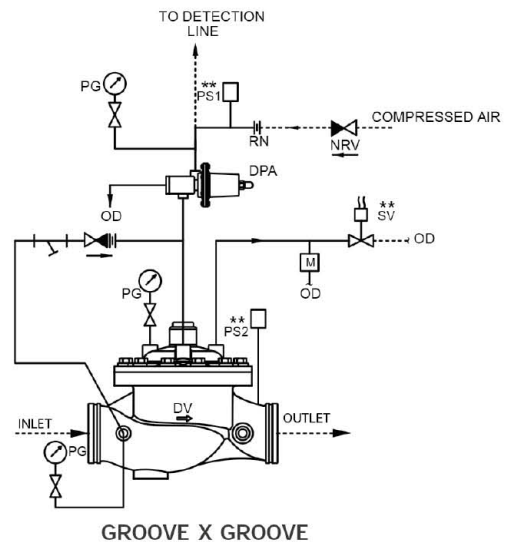 TO DETECTION
LINE
PG
**
PS1
COMPRESSED AIR
RN
NRV
DPA
OD
**
SV
OD
M
OD
PG
**
PS2
DV
INLET
OUTLET
PG
GROOVE X GROOVE